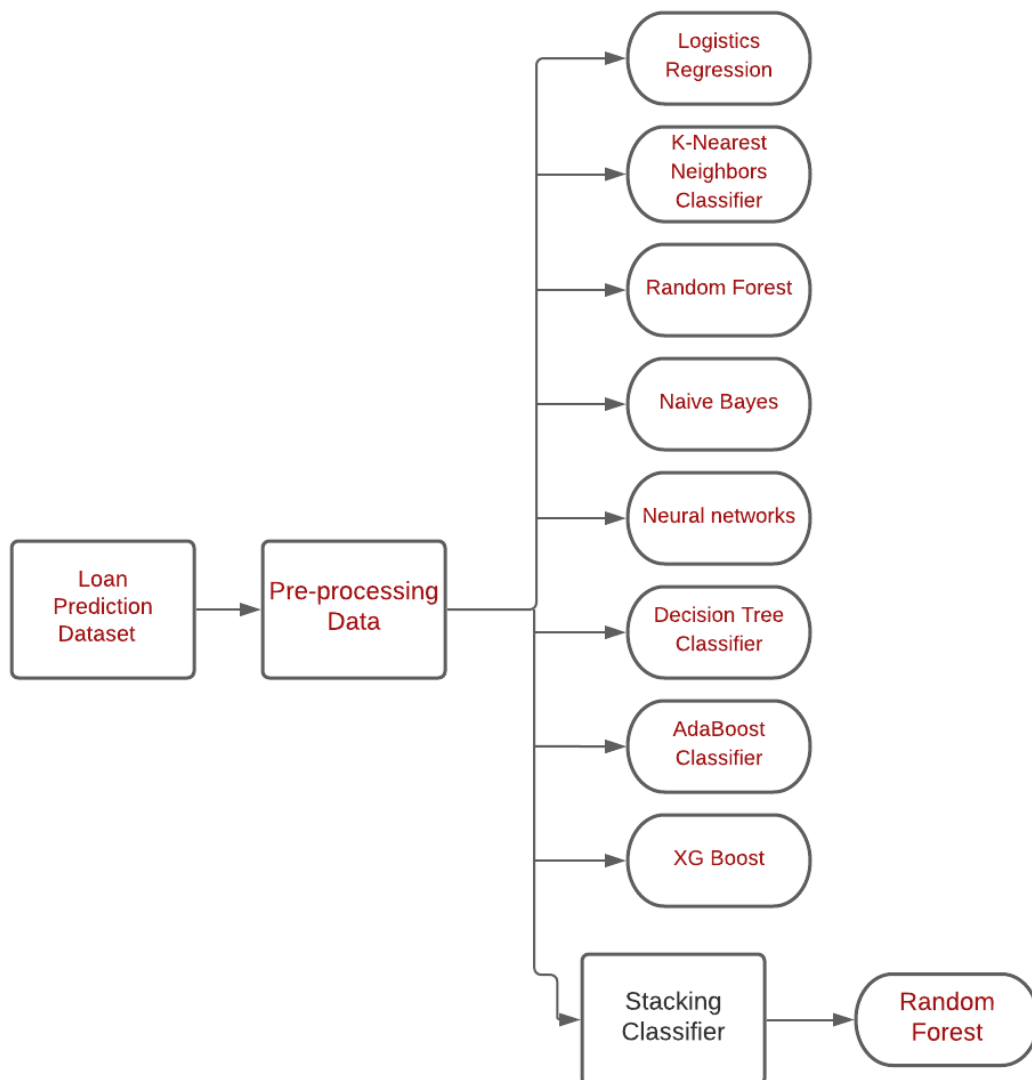 Logistics
Regression
K-Nearest
Neighbors
Classifier
Random Forest
Naive Bayes
Neural networks
Loan
Prediction
Dataset
Pre-processing
Data
Decision Tree
Classifier
AdaBoost
Classifier
XG Boost
Stacking
Classifier
Random
Forest